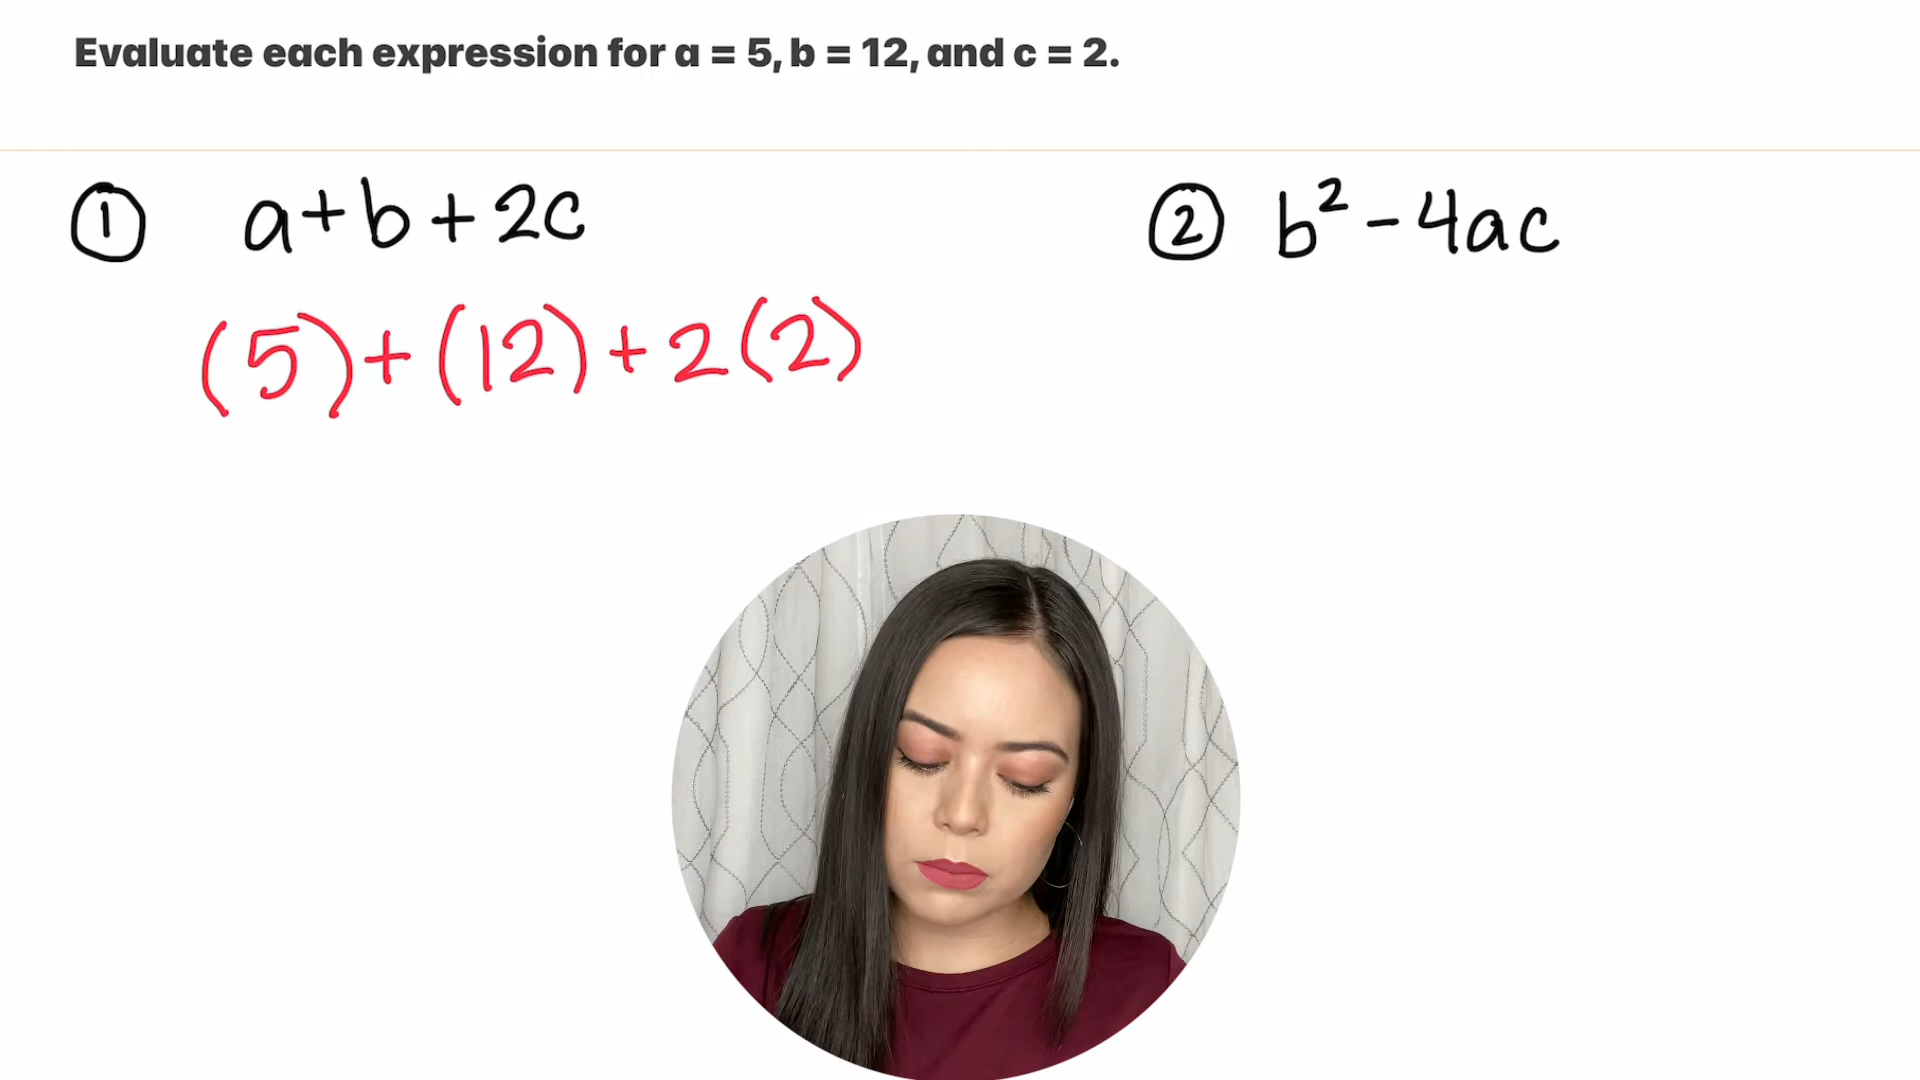 Evaluate each expression for a = 5, b = 12, and c = 2.
① a+b+2c
(5)+(12)+2(2)
② b²-4ac